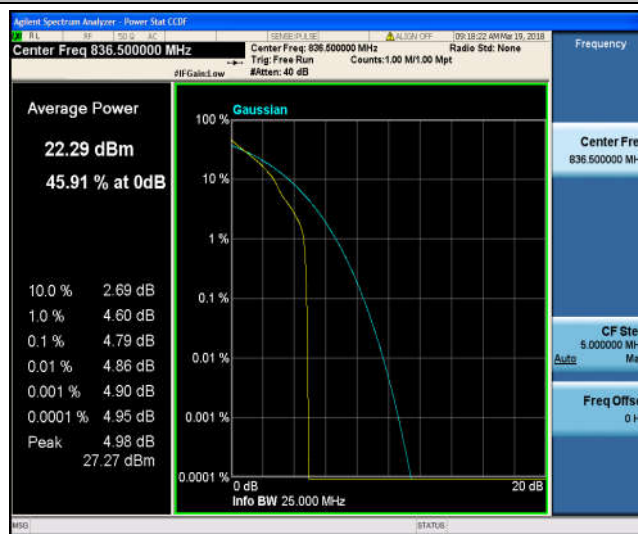 Agilent Spectrum Analyzer - Power Stat CCDF
RL RF 50 Ω AC SENSE:PULSE ALIGN OFF 09:18:22 AM Mar 19, 2018
Center Freq 836.500000 MHz Center Freq: 836.500000 MHz Radio Std: None Frequency
Trig: Free Run Counts:1.00 M/1.00 Mpt
#IFGain:Low #Atten: 40 dB
Average Power
22.29 dBm
45.91 % at 0dB
10.0 % 2.69 dB
1.0 % 4.60 dB
0.1 % 4.79 dB
0.01 % 4.86 dB
0.001 % 4.90 dB
0.0001 % 4.95 dB
Peak 4.98 dB
27.27 dBm
Gaussian
100 %
10 %
1 %
0.1 %
0.01 %
0.001 %
0.0001 %
0 dB 20 dB
Info BW 25.000 MHz
Center Fre
836.500000 MH
CF Ste
5.000000 MH
Auto Ma
Freq Offs
0 H
MSG STATUS